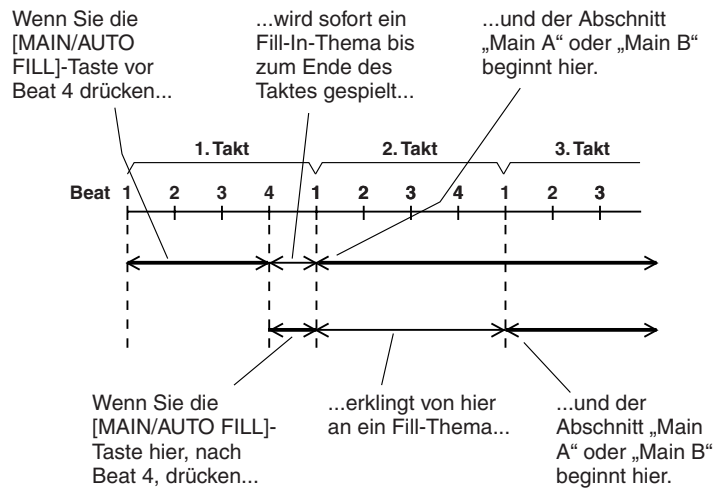 Wenn Sie die
[MAIN/AUTO
FILL]-Taste vor
Beat 4 drücken...
...wird sofort ein
Fill-In-Thema bis
zum Ende des
Taktes gespielt...
...und der Abschnitt
„Main A“ oder „Main B“
beginnt hier.
1. Takt 2. Takt 3. Takt
Beat 1 2 3 4 1 2 3 4 1 2 3
Wenn Sie die
[MAIN/AUTO FILL]-
Taste hier, nach
Beat 4, drücken...
...erklingt von hier
an ein Fill-Thema...
...und der
Abschnitt „Main
A“ oder „Main B“
beginnt hier.